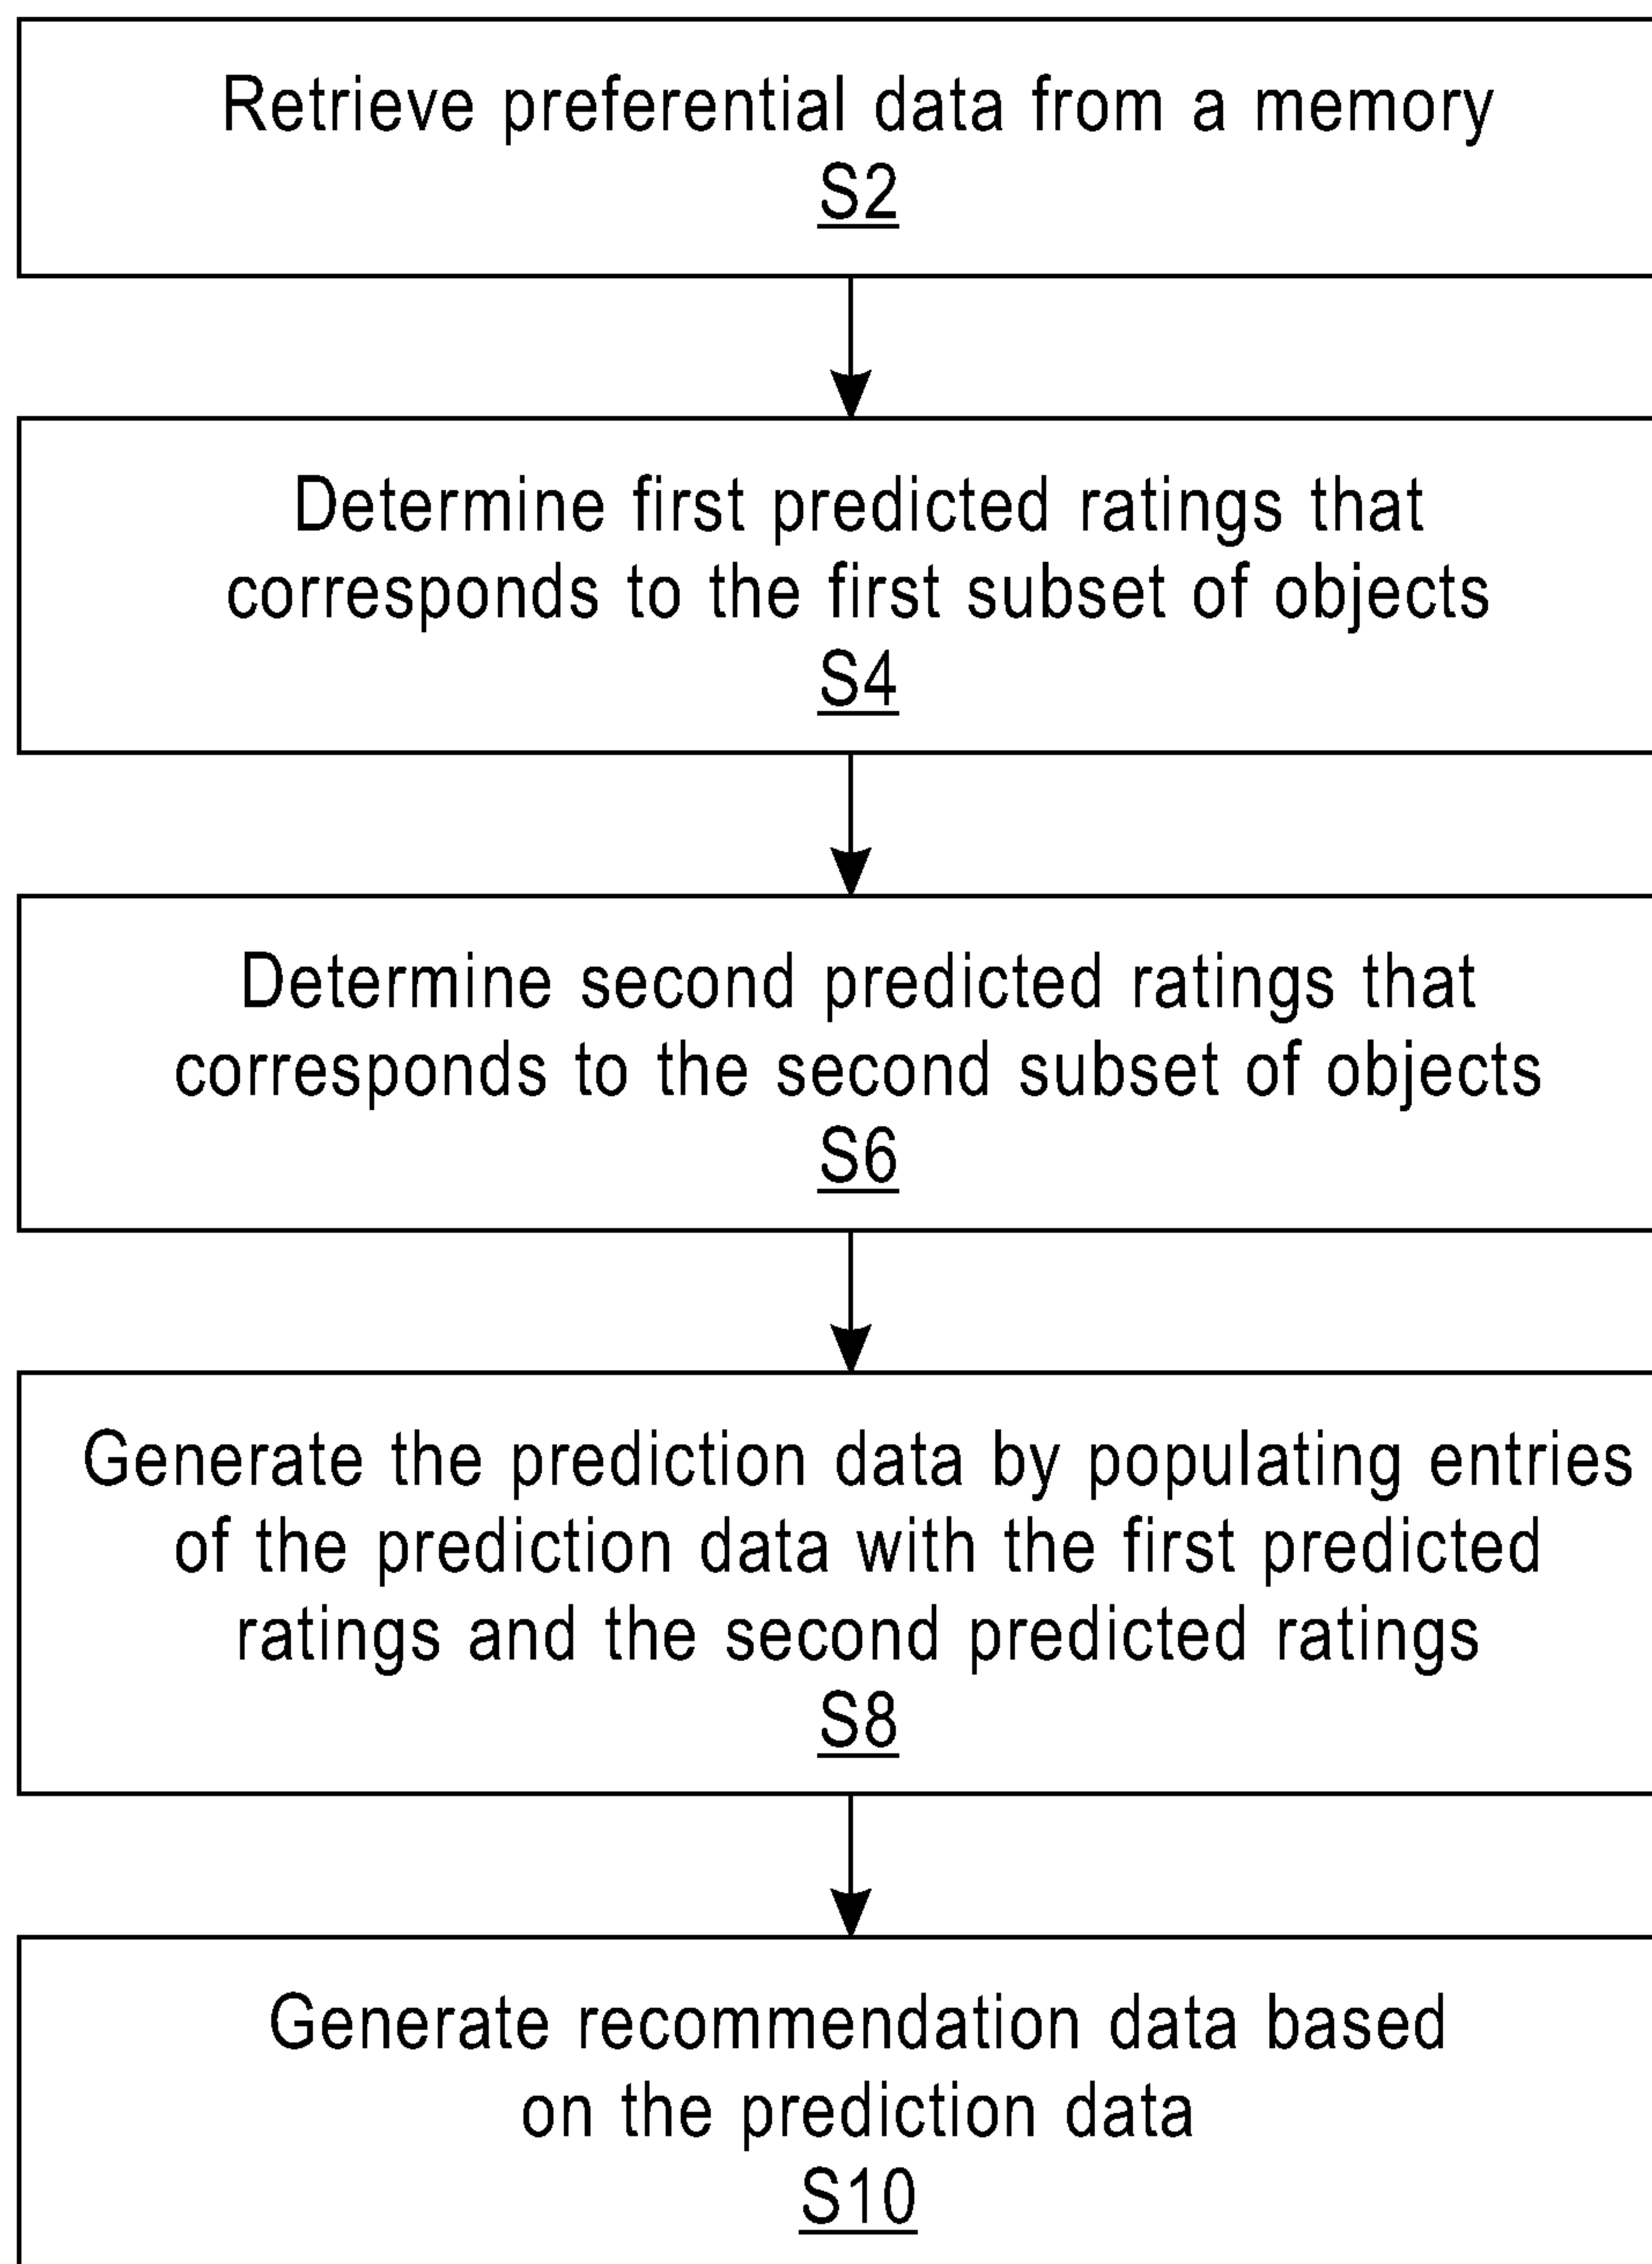 Retrieve preferential data from a memory
S2
Determine first predicted ratings that
corresponds to the first subset of objects
S4
Determine second predicted ratings that
corresponds to the second subset of objects
S6
Generate the prediction data by populating entries
of the prediction data with the first predicted
ratings and the second predicted ratings
S8
Generate recommendation data based
on the prediction data
S10